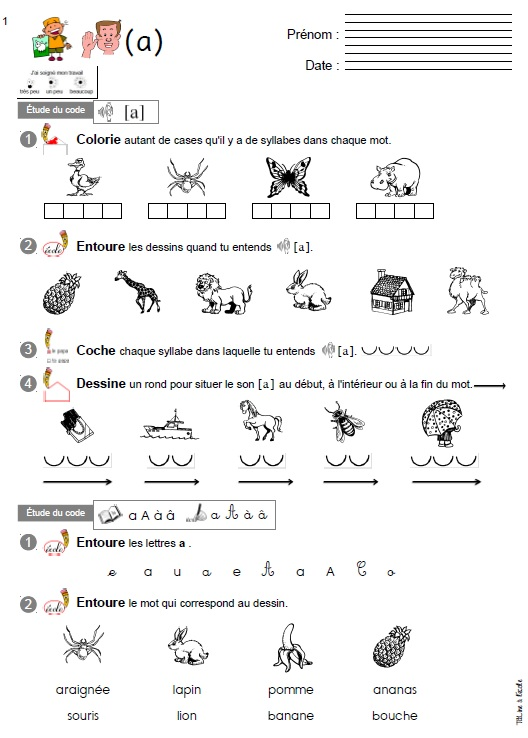 1
(a)
Prénom :
Date :
J'ai soigné mon travail
très peu un peu beaucoup
Étude du code [a]
1 Colorie autant de cases qu'il y a de syllabes dans chaque mot.
2 école Entoure les dessins quand tu entends [a].
3 Coche chaque syllabe dans laquelle tu entends [a].
4 Dessine un rond pour situer le son [a] au début, à l'intérieur ou à la fin du mot.
Étude du code a A à â a A à â
1 école Entoure les lettres a .
e a u a e A a A C o
2 école Entoure le mot qui correspond au dessin.
araignée lapin pomme ananas
souris lion banane bouche